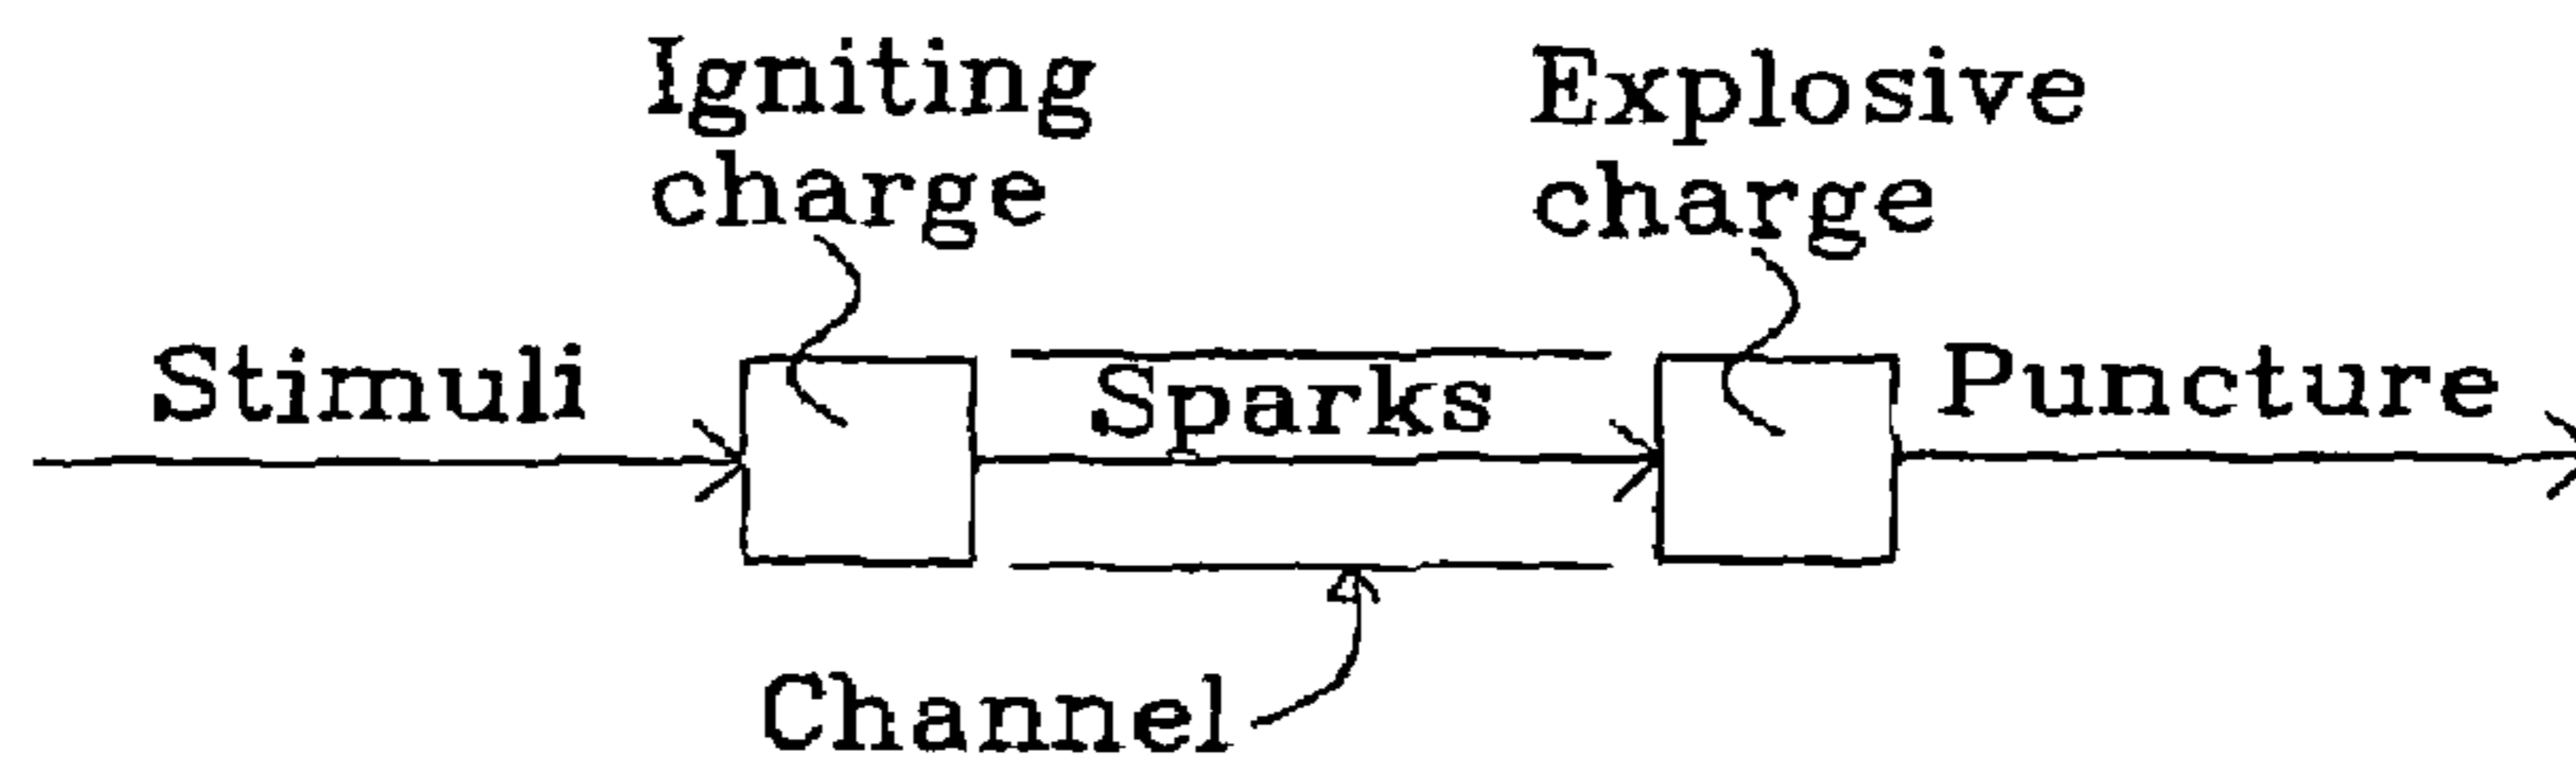 Igniting
charge
Explosive
charge
Stimuli
Sparks
Puncture
Channel